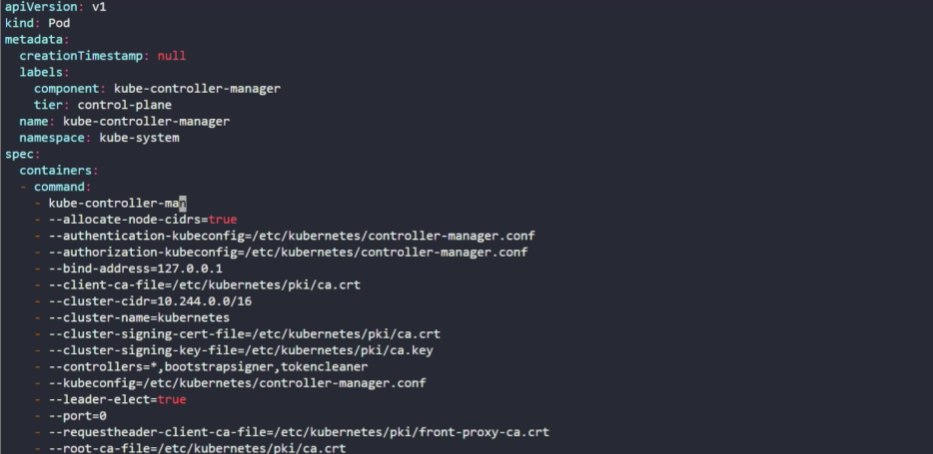 apiVersion: v1
kind: Pod
metadata:
  creationTimestamp: null
  labels:
    component: kube-controller-manager
    tier: control-plane
  name: kube-controller-manager
  namespace: kube-system
spec:
  containers:
  - command:
    - kube-controller-man
    - --allocate-node-cidrs=true
    - --authentication-kubeconfig=/etc/kubernetes/controller-manager.conf
    - --authorization-kubeconfig=/etc/kubernetes/controller-manager.conf
    - --bind-address=127.0.0.1
    - --client-ca-file=/etc/kubernetes/pki/ca.crt
    - --cluster-cidr=10.244.0.0/16
    - --cluster-name=kubernetes
    - --cluster-signing-cert-file=/etc/kubernetes/pki/ca.crt
    - --cluster-signing-key-file=/etc/kubernetes/pki/ca.key
    - --controllers=*,bootstrapsigner,tokencleaner
    - --kubeconfig=/etc/kubernetes/controller-manager.conf
    - --leader-elect=true
    - --port=0
    - --requestheader-client-ca-file=/etc/kubernetes/pki/front-proxy-ca.crt
    - --root-ca-file=/etc/kubernetes/pki/ca.crt